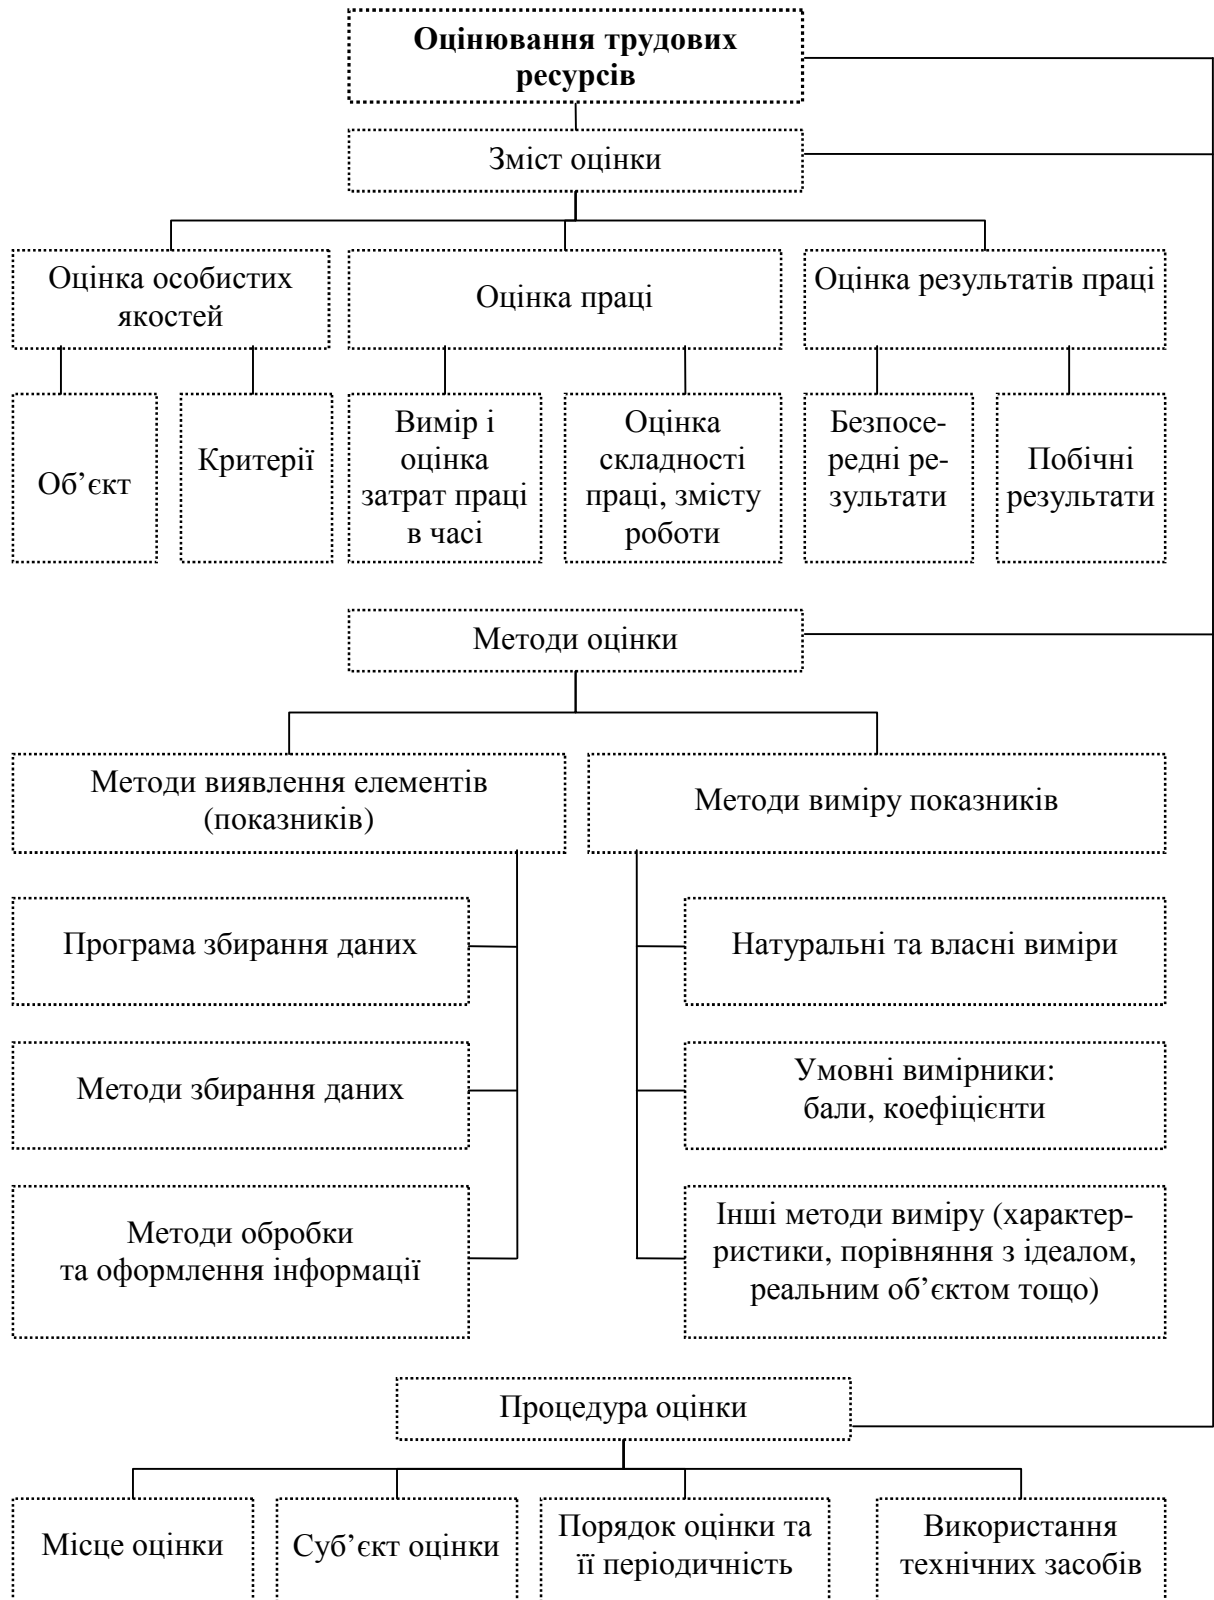 Оцінювання трудових
ресурсів
Зміст оцінки
Оцінка особистих
якостей
Оцінка праці
Оцінка результатів праці
Об’єкт
Критерії
Вимір і
оцінка
затрат праці
в часі
Оцінка
складності
праці, змісту
роботи
Безпосе-
редні ре-
зультати
Побічні
результати
Методи оцінки
Методи виявлення елементів
(показників)
Методи виміру показників
Програма збирання даних
Натуральні та власні виміри
Методи збирання даних
Умовні вимірники:
бали, коефіцієнти
Методи обробки
та оформлення інформації
Інші методи виміру (характер-
ристики, порівняння з ідеалом,
реальним об’єктом тощо)
Процедура оцінки
Місце оцінки
Суб’єкт оцінки
Порядок оцінки та
її періодичність
Використання
технічних засобів